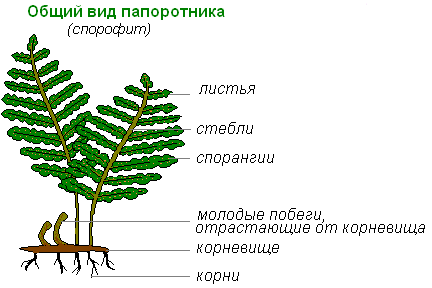 Общий вид папоротника
(спорофит)
листья
стебли
спорангии
молодые побеги,
отрастающие от корневища
корневище
корни